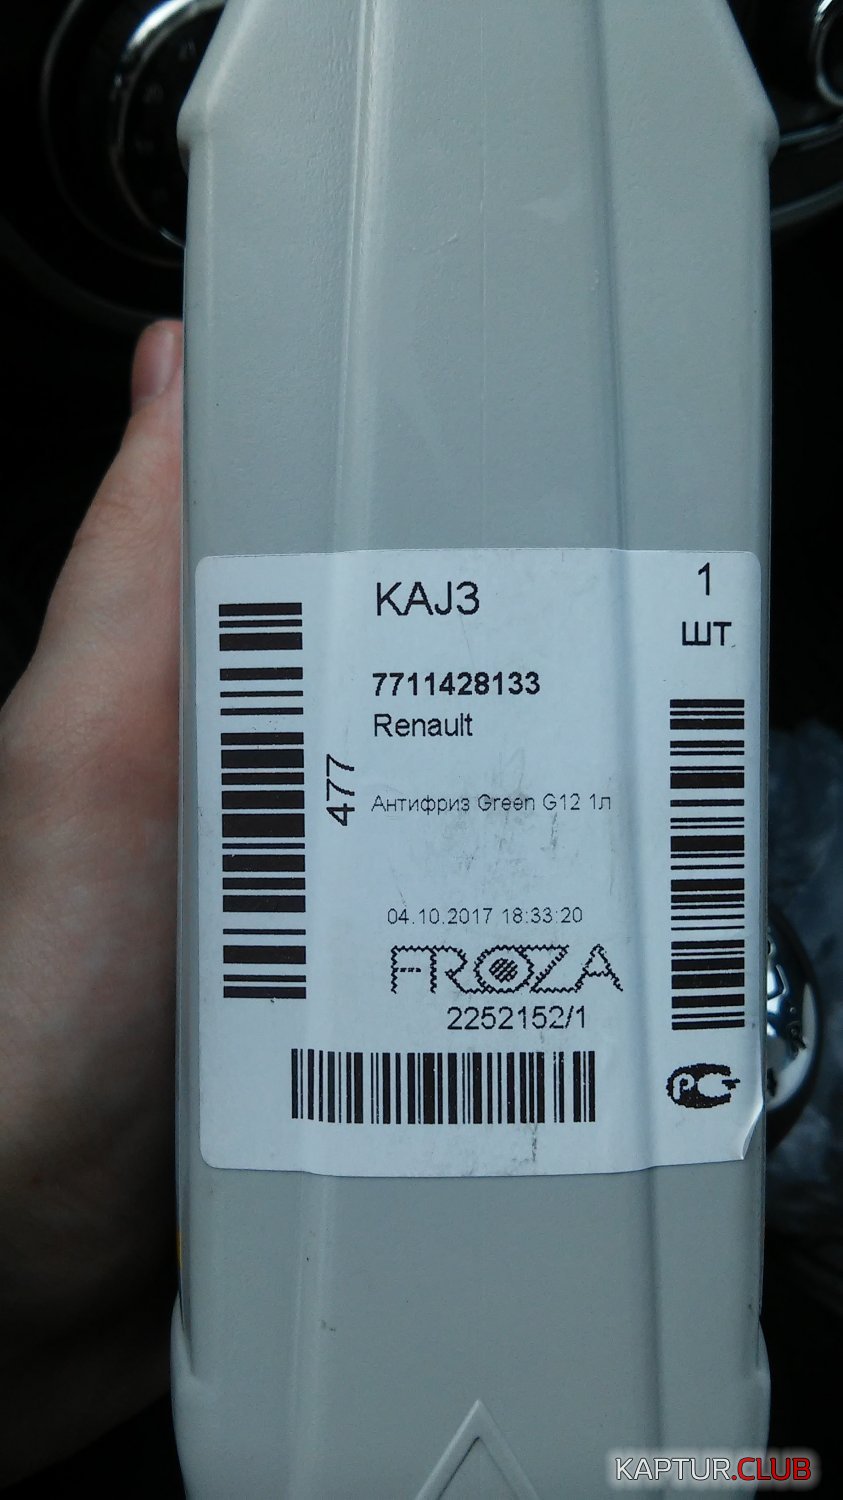 KAJ3
1
шт
7711428133
Renault
477
Антифриз Green G12 1л
04.10.2017 18:33:20
FROZA
2252152/1
РСТ
KAPTUR.CLUB